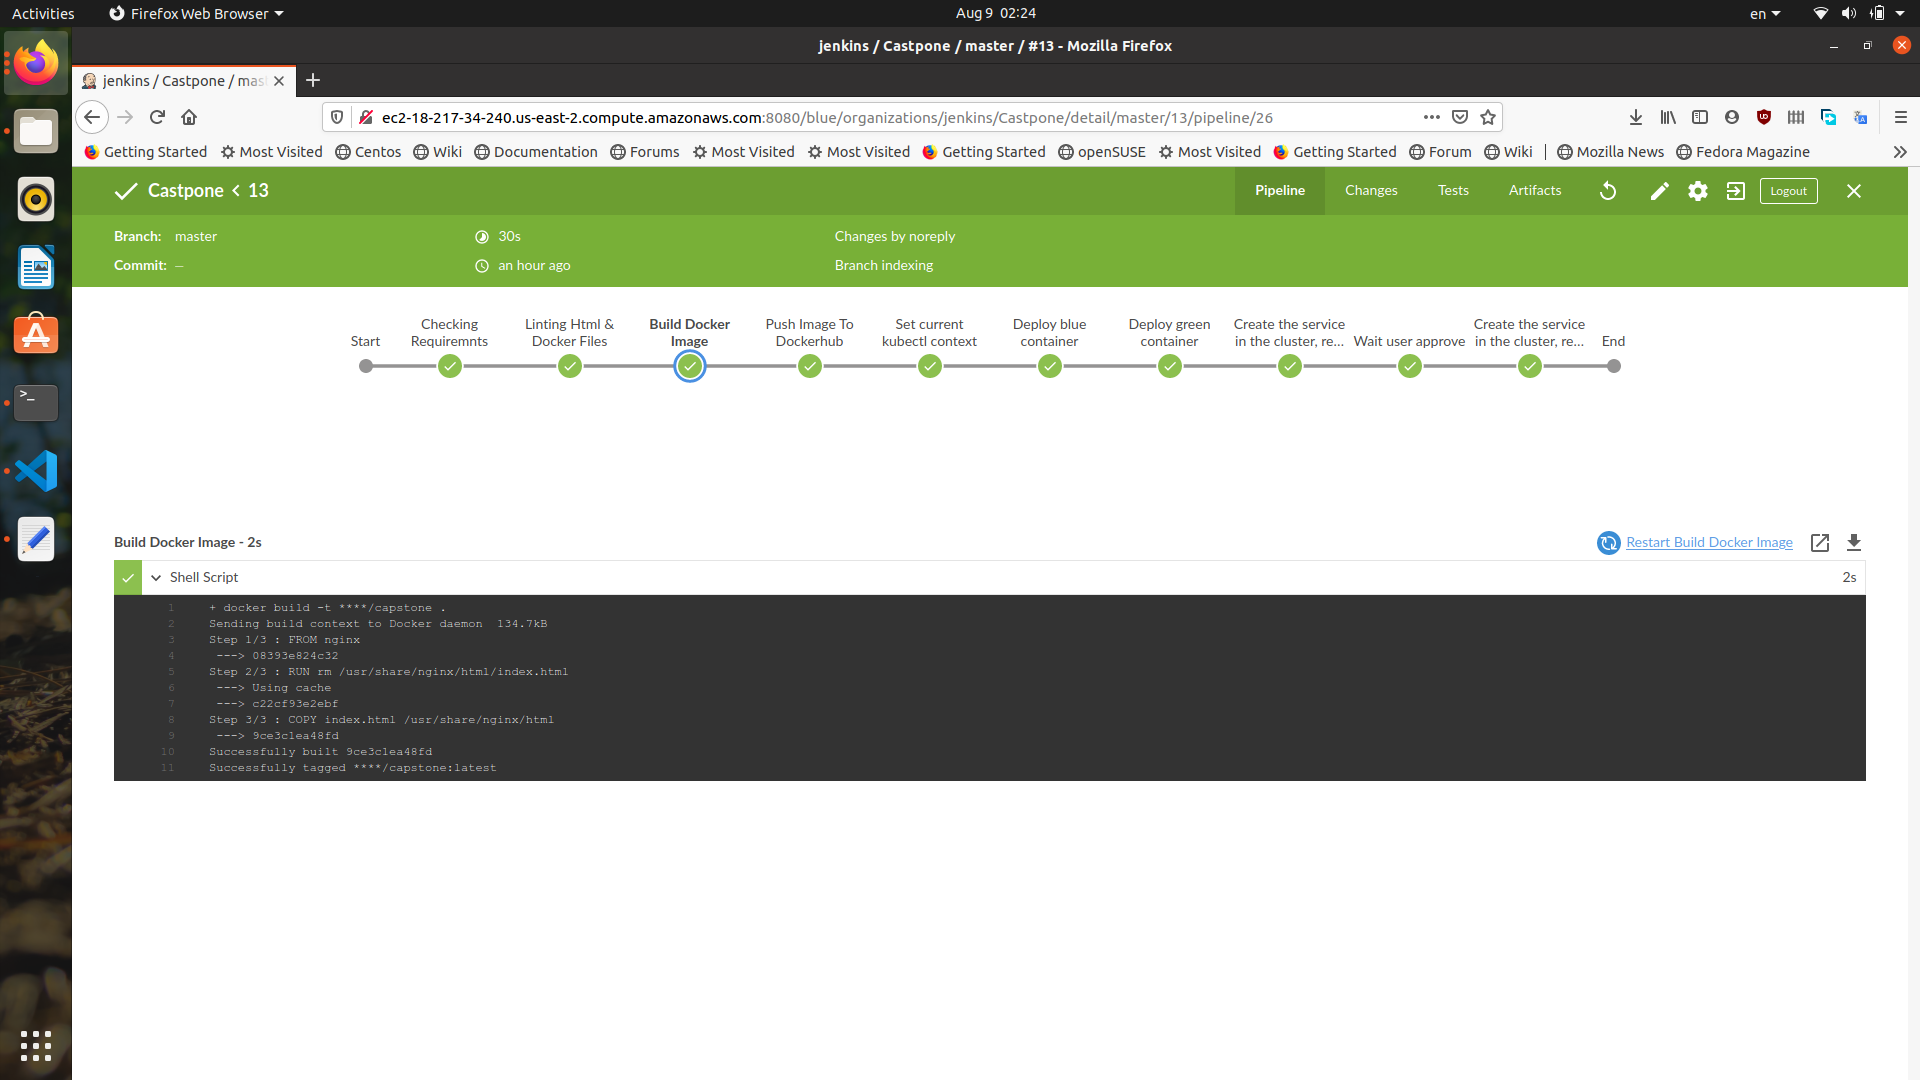 Activities Firefox Web Browser Aug 9 02:24 en
jenkins / Castpone / master / #13 - Mozilla Firefox
jenkins / Castpone / mas
ec2-18-217-34-240.us-east-2.compute.amazonaws.com:8080/blue/organizations/jenkins/Castpone/detail/master/13/pipeline/26
Getting Started Most Visited Centos Wiki Documentation Forums Most Visited Most Visited Getting Started openSUSE Most Visited Getting Started Forum Wiki Mozilla News Fedora Magazine
Castpone < 13 Pipeline Changes Tests Artifacts Logout
Branch: master 30s Changes by noreply
Commit: – an hour ago Branch indexing
Start
Checking
Requiremnts
Linting Html &
Docker Files
Build Docker
Image
Push Image To
Dockerhub
Set current
kubectl context
Deploy blue
container
Deploy green
container
Create the service
in the cluster, re...
Wait user approve
Create the service
in the cluster, re...
End
Build Docker Image - 2s Restart Build Docker Image
Shell Script 2s
1 + docker build -t ****/capstone .
2 Sending build context to Docker daemon 134.7kB
3 Step 1/3 : FROM nginx
4 ---> 08393e824c32
5 Step 2/3 : RUN rm /usr/share/nginx/html/index.html
6 ---> Using cache
7 ---> c22cf93e2ebf
8 Step 3/3 : COPY index.html /usr/share/nginx/html
9 ---> 9ce3c1ea48fd
10 Successfully built 9ce3c1ea48fd
11 Successfully tagged ****/capstone:latest